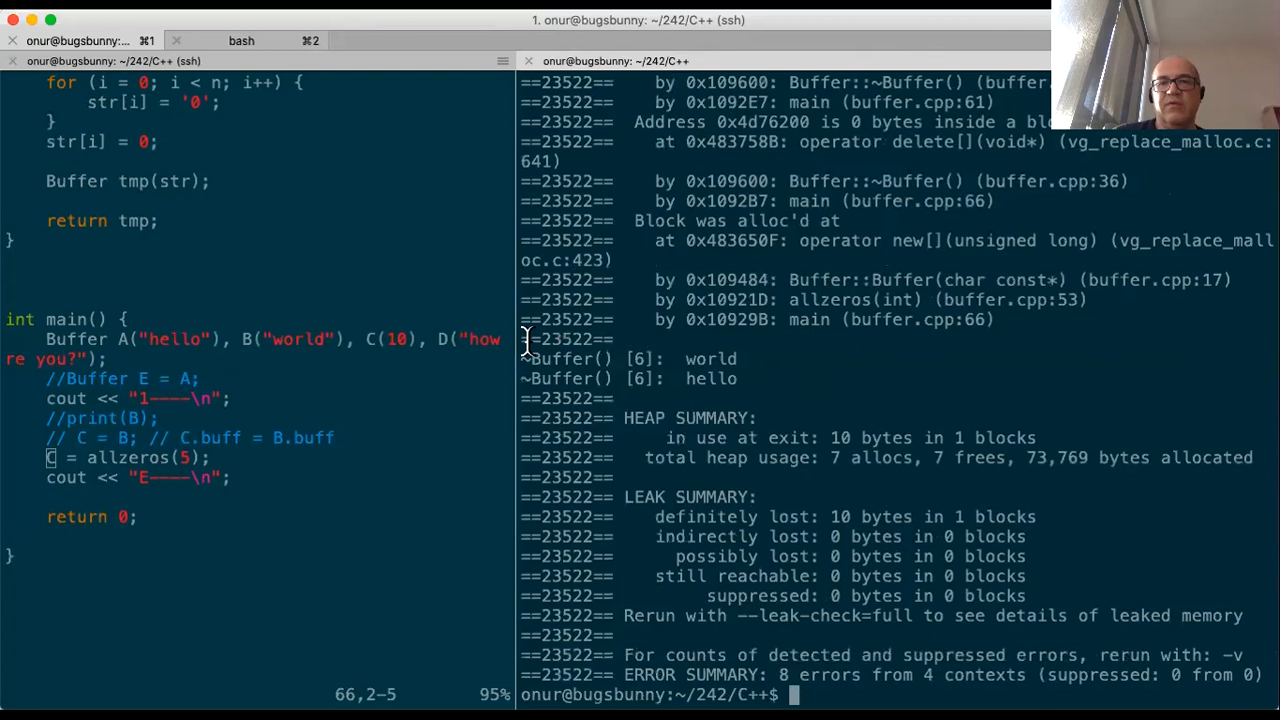 1. onur@bugsbunny: ~/242/C++ (ssh)
onur@bugsbunny:... ⌘1
bash ⌘2
onur@bugsbunny: ~/242/C++ (ssh)
for (i = 0; i < n; i++) {
str[i] = '0';
}
str[i] = 0;
Buffer tmp(str);
return tmp;
}
int main() {
Buffer A("hello"), B("world"), C(10), D("how
re you?");
//Buffer E = A;
cout << "1----\n";
//print(B);
// C = B; // C.buff = B.buff
C = allzeros(5);
cout << "E----\n";
return 0;
}
66,2-5 95%
onur@bugsbunny: ~/242/C++
==23522== by 0x109600: Buffer::~Buffer() (buffer.
==23522== by 0x1092E7: main (buffer.cpp:61)
==23522== Address 0x4d76200 is 0 bytes inside a
==23522== at 0x483758B: operator delete[](void*) (vg_replace_malloc.c:
641)
==23522== by 0x109600: Buffer::~Buffer() (buffer.cpp:36)
==23522== by 0x1092B7: main (buffer.cpp:66)
==23522== Block was alloc'd at
==23522== at 0x483650F: operator new[](unsigned long) (vg_replace_mall
oc.c:423)
==23522== by 0x109484: Buffer::Buffer(char const*) (buffer.cpp:17)
==23522== by 0x10921D: allzeros(int) (buffer.cpp:53)
==23522== by 0x10929B: main (buffer.cpp:66)
==23522==
~Buffer() [6]: world
~Buffer() [6]: hello
==23522==
==23522== HEAP SUMMARY:
==23522== in use at exit: 10 bytes in 1 blocks
==23522== total heap usage: 7 allocs, 7 frees, 73,769 bytes allocated
==23522==
==23522== LEAK SUMMARY:
==23522== definitely lost: 10 bytes in 1 blocks
==23522== indirectly lost: 0 bytes in 0 blocks
==23522== possibly lost: 0 bytes in 0 blocks
==23522== still reachable: 0 bytes in 0 blocks
==23522== suppressed: 0 bytes in 0 blocks
==23522== Rerun with --leak-check=full to see details of leaked memory
==23522==
==23522== For counts of detected and suppressed errors, rerun with: -v
==23522== ERROR SUMMARY: 8 errors from 4 contexts (suppressed: 0 from 0)
onur@bugsbunny:~/242/C++$